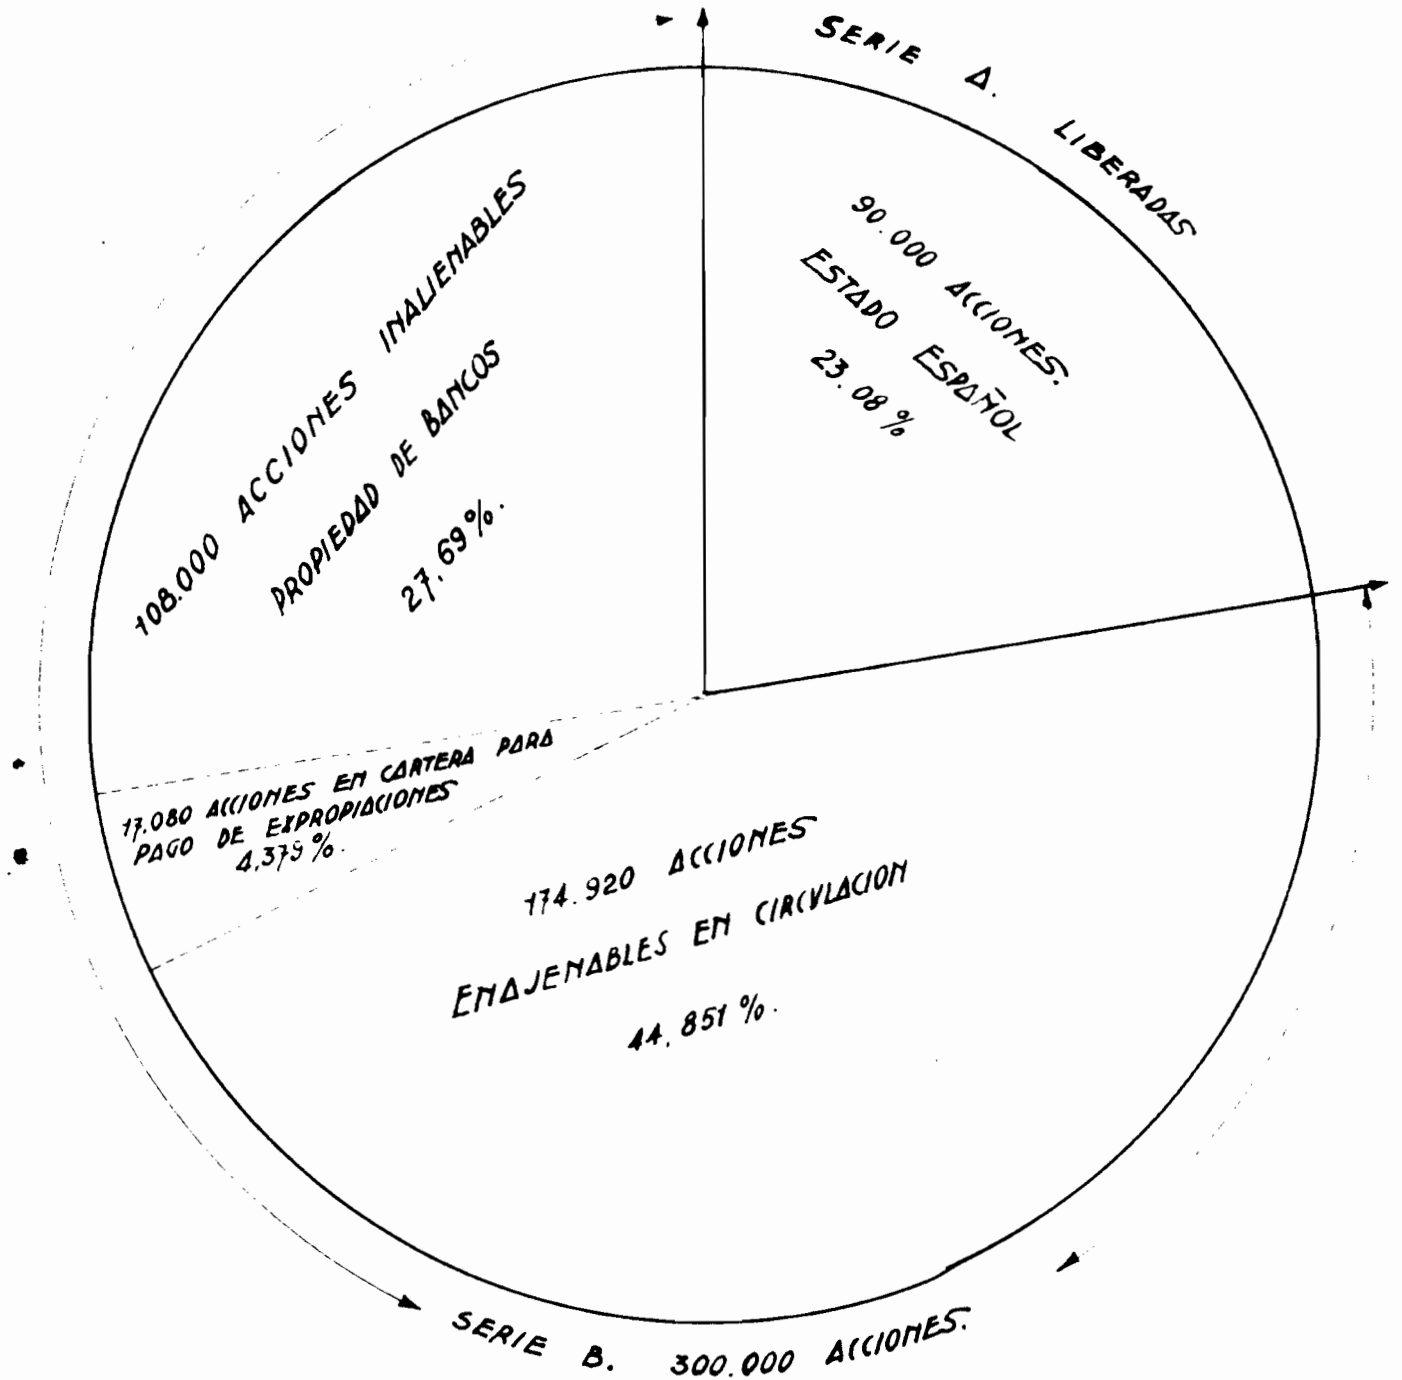 SERIE A. LIBERADAS
90.000 ACCIONES.
ESTADO ESPAÑOL
23.08 %
108.000 ACCIONES INALIENABLES
PROPIEDAD DE BANCOS
27.69 %.
17.080 ACCIONES EN CARTERA PARA
PAGO DE EXPROPIACIONES
4,379 %.
174.920 ACCIONES
ENAJENABLES EN CIRCULACION
44,851 %.
SERIE B. 300.000 ACCIONES.